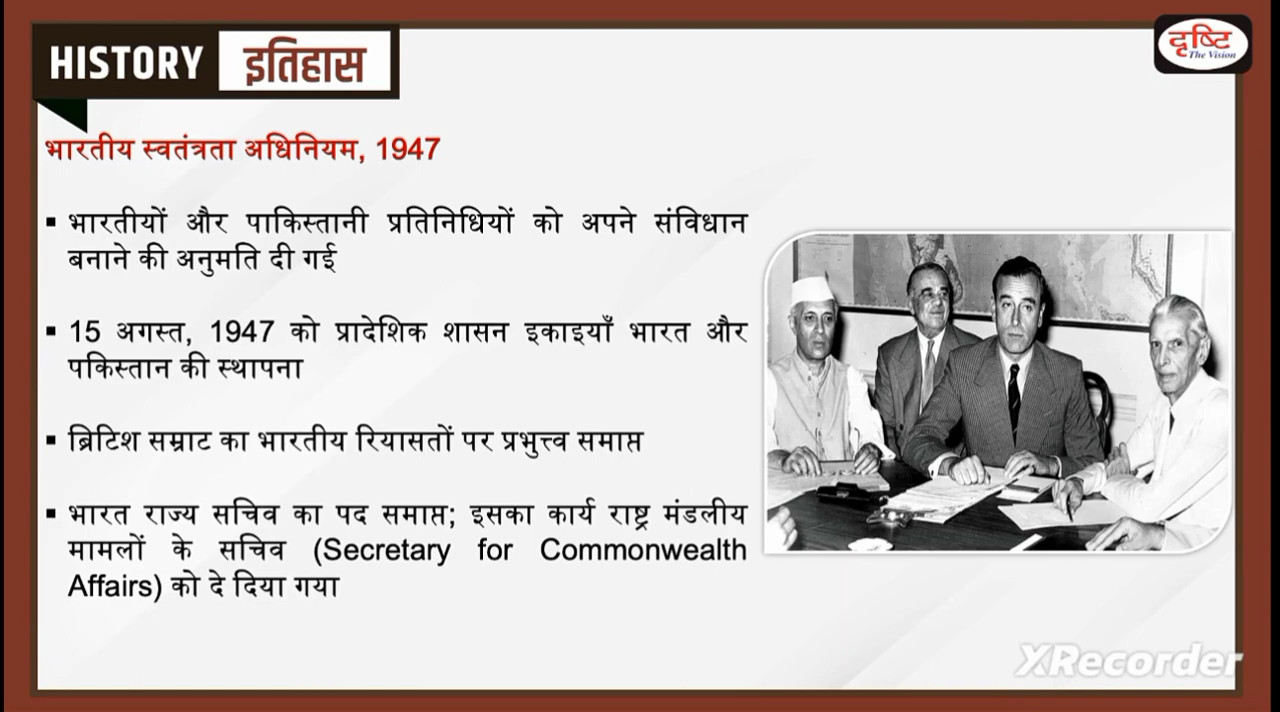 HISTORY इतिहास
दृष्टि
The Vision
भारतीय स्वतंत्रता अधिनियम, 1947
▪ भारतीयों और पाकिस्तानी प्रतिनिधियों को अपने संविधान
बनाने की अनुमति दी गई
▪ 15 अगस्त, 1947 को प्रादेशिक शासन इकाइयाँ भारत और
पकिस्तान की स्थापना
▪ ब्रिटिश सम्राट का भारतीय रियासतों पर प्रभुत्त्व समाप्त
▪ भारत राज्य सचिव का पद समाप्त; इसका कार्य राष्ट्र मंडलीय
मामलों के सचिव (Secretary for Commonwealth
Affairs) को दे दिया गया
XRecorder